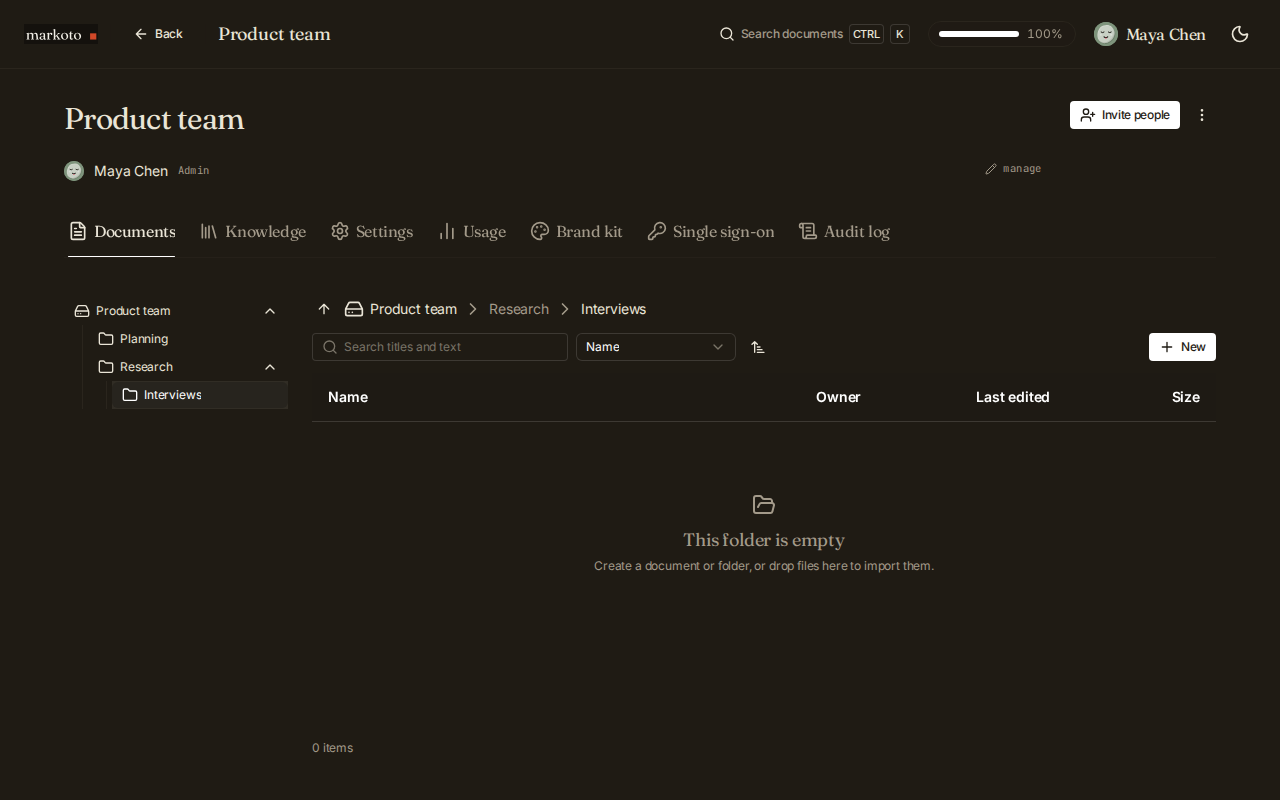 markoto
Back
Product team
Search documents CTRL K
100%
Maya Chen
Product team
Invite people
Maya Chen Admin
manage
Documents Knowledge Settings Usage Brand kit Single sign-on Audit log
Product team
Planning
Research
Interviews
Product team Research Interviews
Search titles and text
Name
New
Name Owner Last edited Size
This folder is empty
Create a document or folder, or drop files here to import them.
0 items